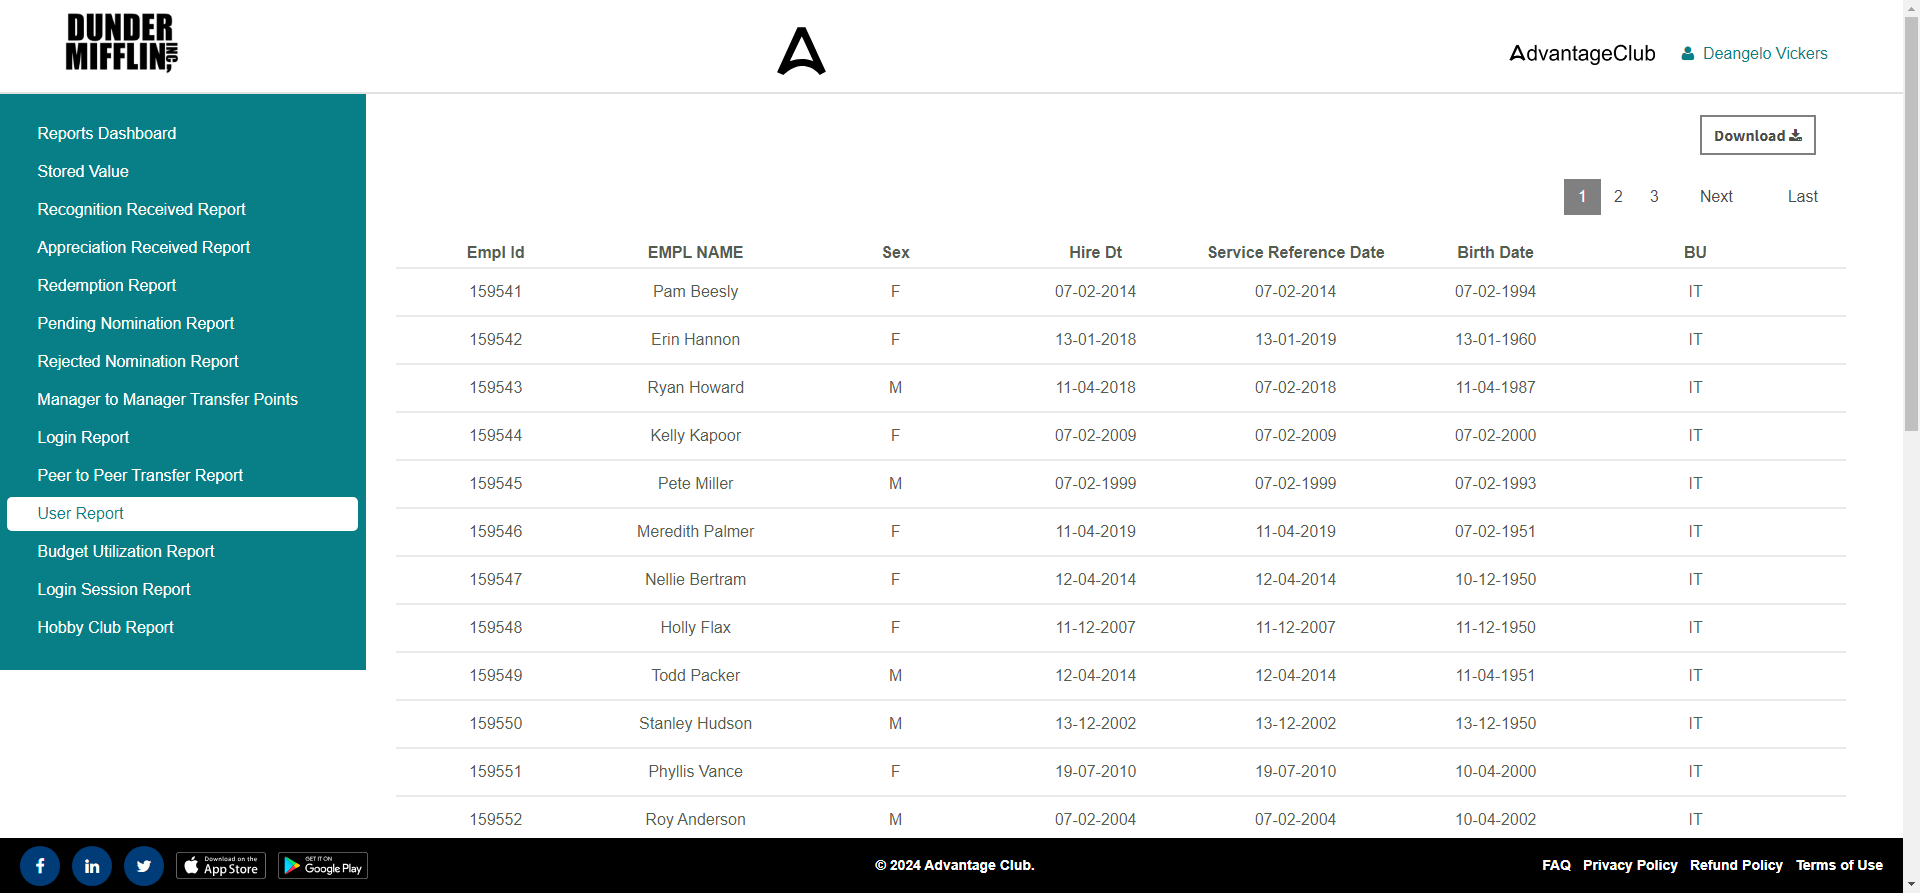 DUNDER
MIFFLIN, INC
AdvantageClub
Deangelo Vickers
Reports Dashboard
Stored Value
Recognition Received Report
Appreciation Received Report
Redemption Report
Pending Nomination Report
Rejected Nomination Report
Manager to Manager Transfer Points
Login Report
Peer to Peer Transfer Report
User Report
Budget Utilization Report
Login Session Report
Hobby Club Report
Download
1 2 3 Next Last
Empl Id EMPL NAME Sex Hire Dt Service Reference Date Birth Date BU
159541 Pam Beesly F 07-02-2014 07-02-2014 07-02-1994 IT
159542 Erin Hannon F 13-01-2018 13-01-2019 13-01-1960 IT
159543 Ryan Howard M 11-04-2018 07-02-2018 11-04-1987 IT
159544 Kelly Kapoor F 07-02-2009 07-02-2009 07-02-2000 IT
159545 Pete Miller M 07-02-1999 07-02-1999 07-02-1993 IT
159546 Meredith Palmer F 11-04-2019 11-04-2019 07-02-1951 IT
159547 Nellie Bertram F 12-04-2014 12-04-2014 10-12-1950 IT
159548 Holly Flax F 11-12-2007 11-12-2007 11-12-1950 IT
159549 Todd Packer M 12-04-2014 12-04-2014 11-04-1951 IT
159550 Stanley Hudson M 13-12-2002 13-12-2002 13-12-1950 IT
159551 Phyllis Vance F 19-07-2010 19-07-2010 10-04-2000 IT
159552 Roy Anderson M 07-02-2004 07-02-2004 10-04-2002 IT
Download on the
App Store
GET IT ON
Google Play
© 2024 Advantage Club.
FAQ Privacy Policy Refund Policy Terms of Use